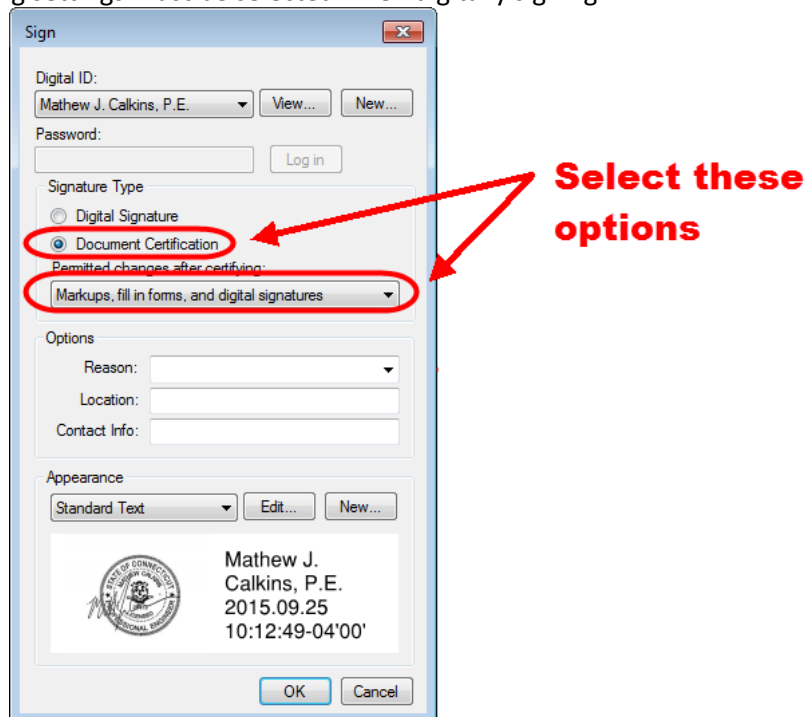 Sign
Digital ID:
Mathew J. Calkins, P.E.
View...
New...
Password:
Log in
Signature Type
Digital Signature
Document Certification
Permitted changes after certifying:
Markups, fill in forms, and digital signatures
Select these
options
Options
Reason:
Location:
Contact Info:
Appearance
Standard Text
Edit...
New...
Mathew J.
Calkins, P.E.
2015.09.25
10:12:49-04'00'
OK
Cancel